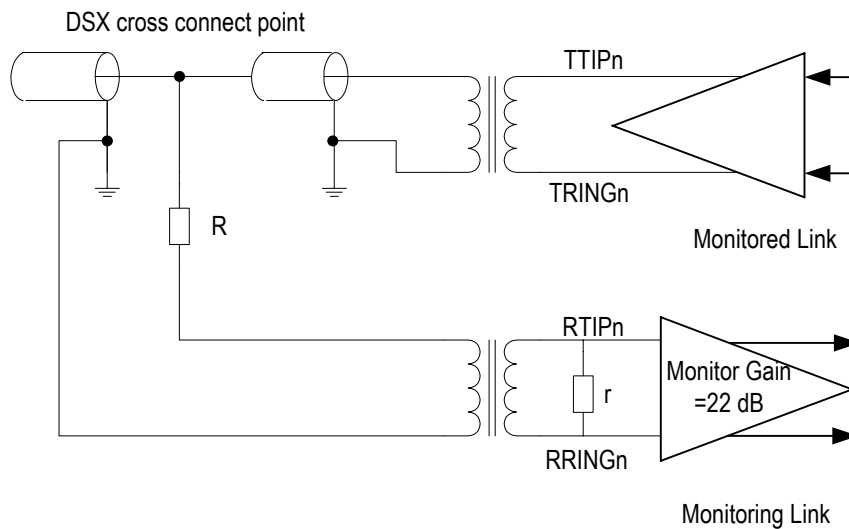 DSX cross connect point
TTIPn
TRINGn
R
Monitored Link
RTIPn
Monitor Gain
=22 dB
r
RRINGn
Monitoring Link